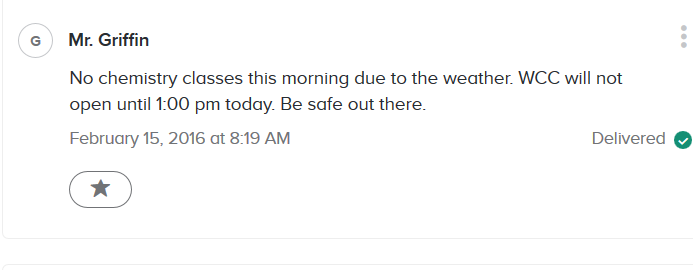 G
Mr. Griffin
No chemistry classes this morning due to the weather. WCC will not
open until 1:00 pm today. Be safe out there.
February 15, 2016 at 8:19 AM
Delivered